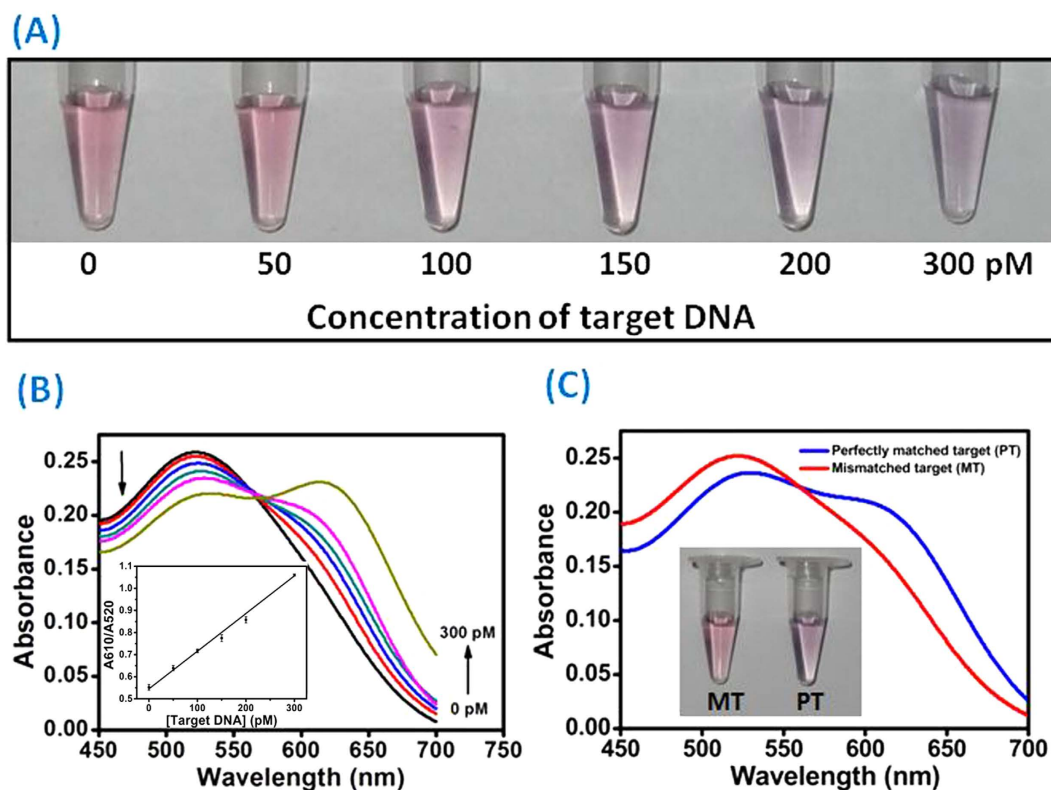 (A)
0 50 100 150 200 300 pM
Concentration of target DNA
(B)
Absorbance
0.25
0.20
0.15
0.10
0.05
0.00
450 500 550 600 650 700 750
Wavelength (nm)
300 pM
0 pM
A610/A520
1.1
1.0
0.9
0.8
0.7
0.6
0.5
0 100 200 300
[Target DNA] (pM)
(C)
Absorbance
0.25
0.20
0.15
0.10
0.05
0.00
Perfectly matched target (PT)
Mismatched target (MT)
MT PT
450 500 550 600 650 700
Wavelength (nm)